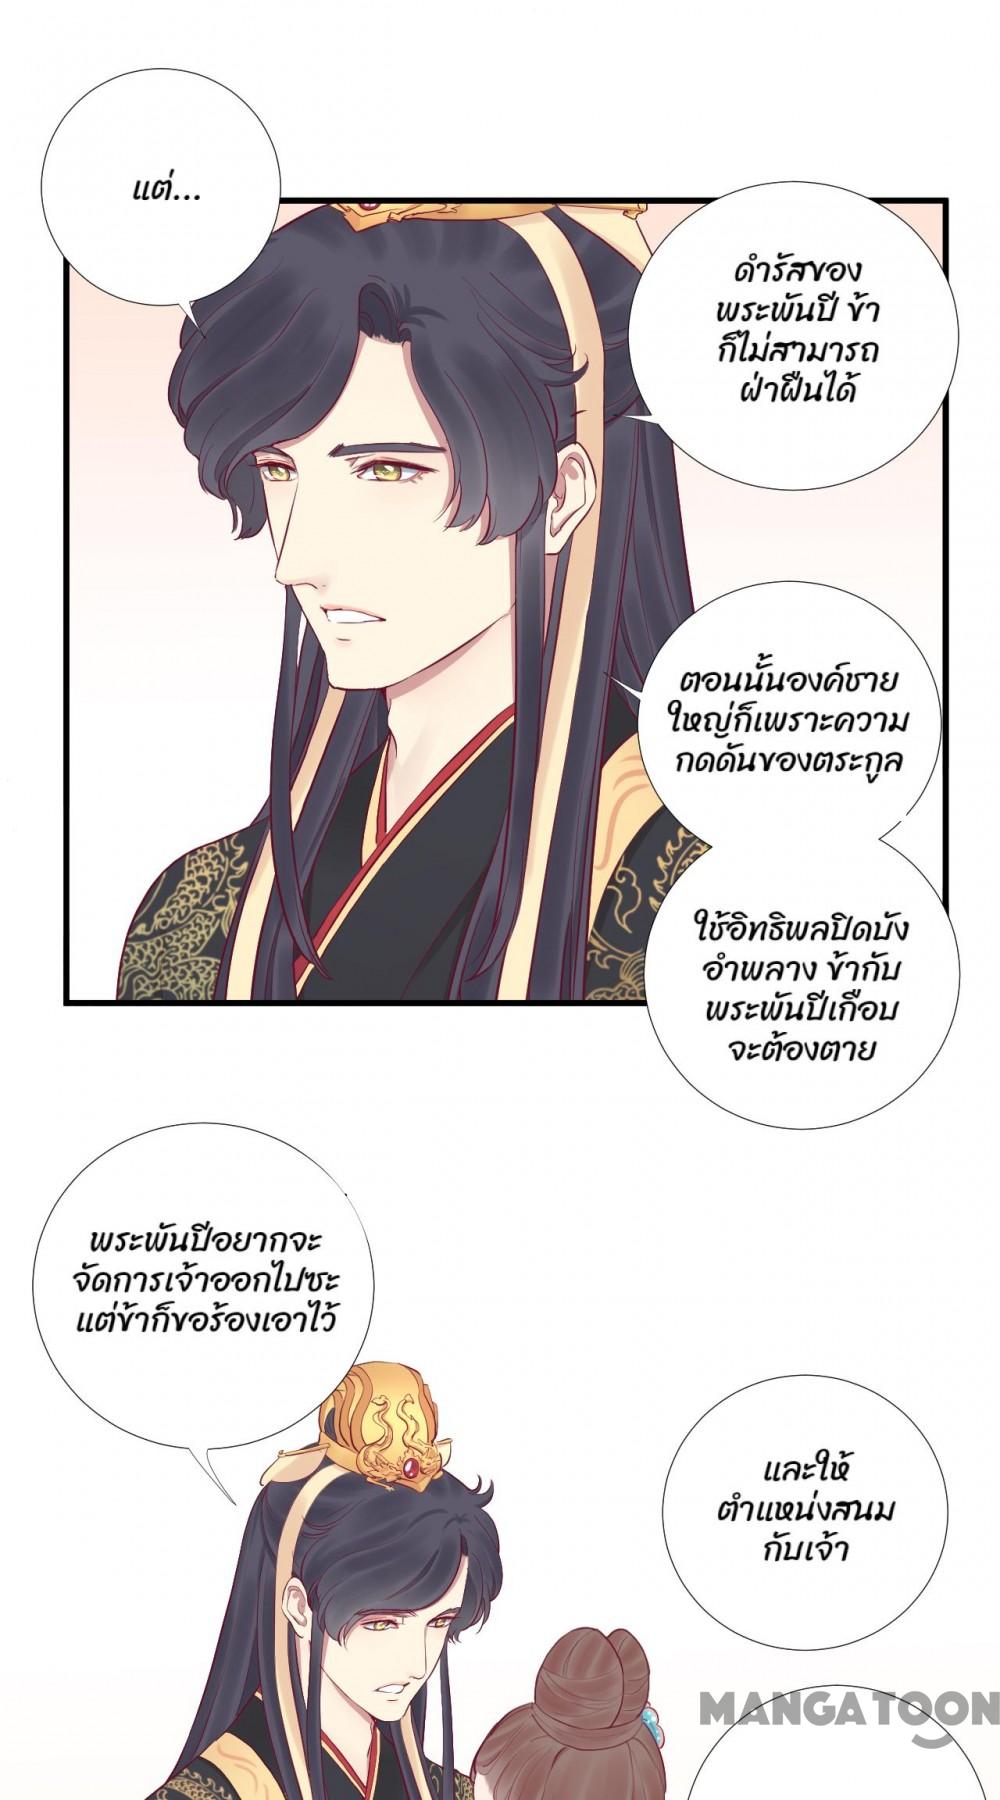 แต่...
ดำรัสของ
พระพันปี ข้า
ก็ไม่สามารถ
ฝ่าฝืนได้
ตอนนั้นองค์ชาย
ใหญ่ก็เพราะความ
กดดันของตระกูล
ใช้อิทธิพลปิดบัง
อำพลาง ข้ากับ
พระพันปีเกือบ
จะต้องตาย
พระพันปีอยากจะ
จัดการเจ้าออกไปซะ
แต่ข้าก็ขอร้องเอาไว้
และให้
ตำแหน่งสนม
กับเจ้า
MANGATOON